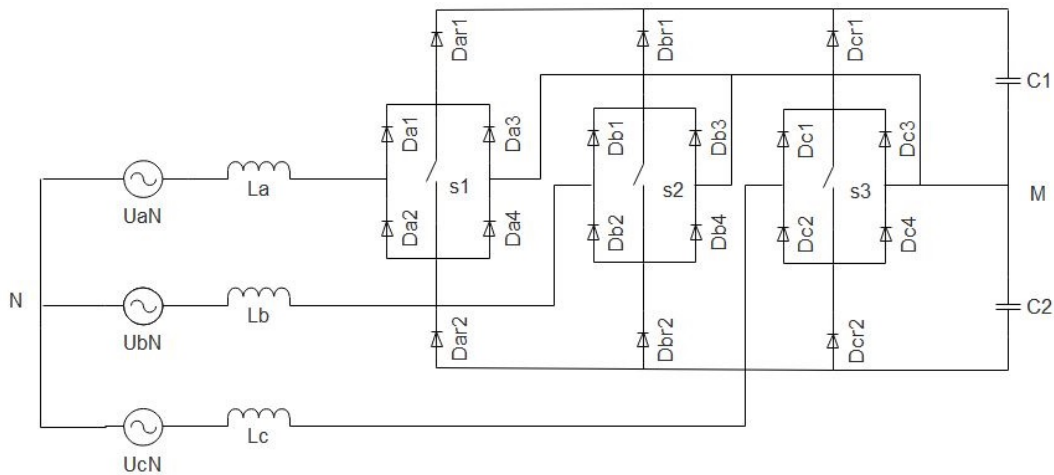 Dar1
Dbr1
Dcr1
C1
Da1
Da3
Db1
Db3
Dc1
Dc3
UaN
La
s1
s2
s3
M
Da2
Da4
Db2
Db4
Dc2
Dc4
N
UbN
Lb
Dar2
Dbr2
Dcr2
C2
UcN
Lc